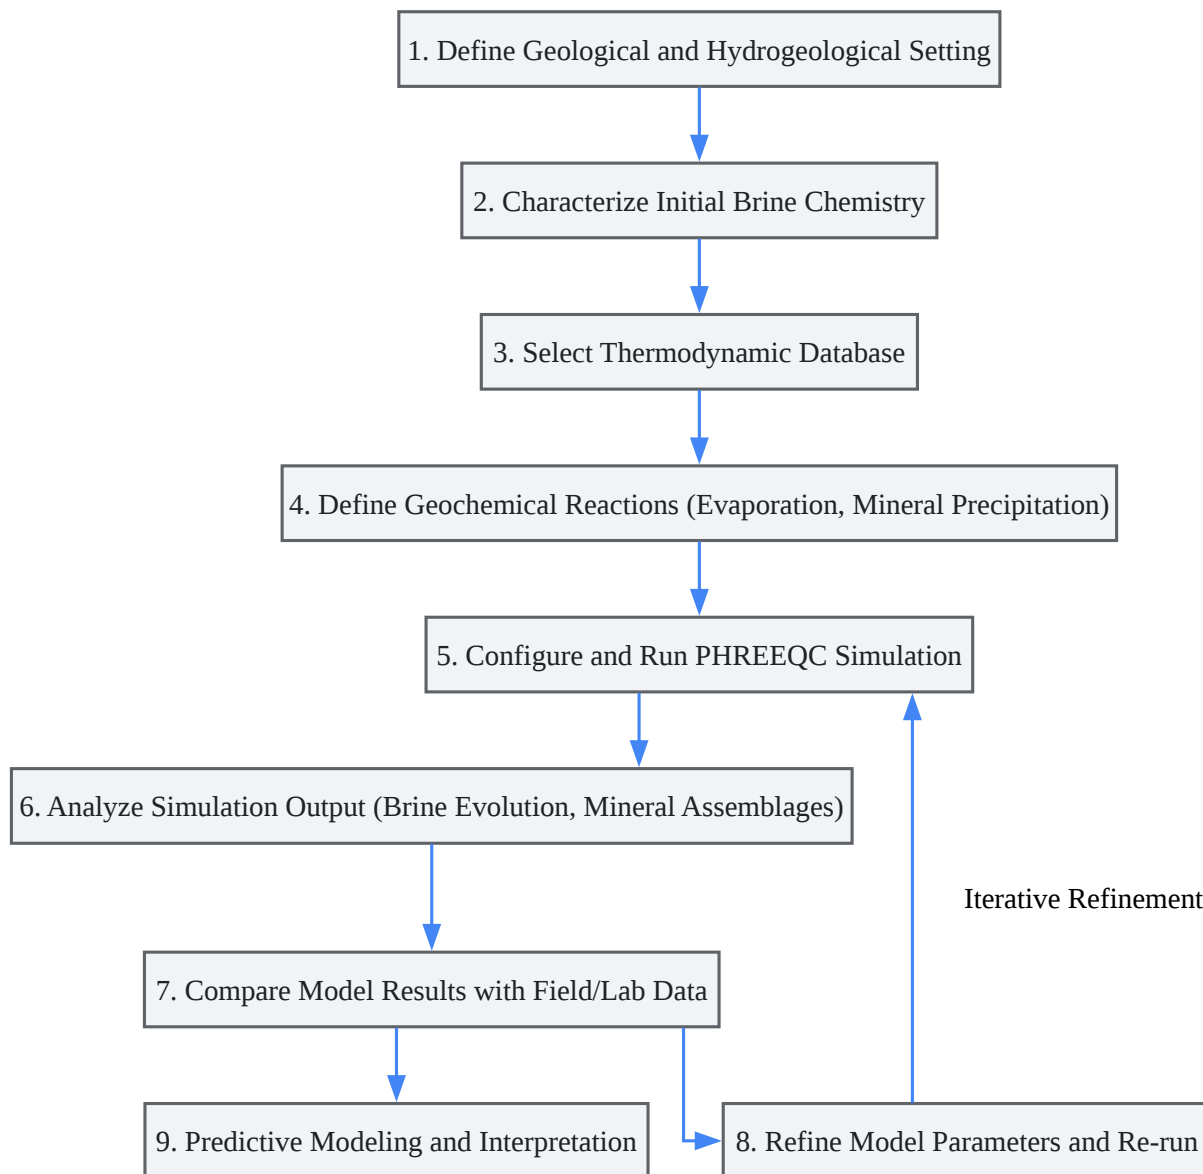 1. Define Geological and Hydrogeological Setting
2. Characterize Initial Brine Chemistry
3. Select Thermodynamic Database
4. Define Geochemical Reactions (Evaporation, Mineral Precipitation)
5. Configure and Run PHREEQC Simulation
6. Analyze Simulation Output (Brine Evolution, Mineral Assemblages)
Iterative Refinement
7. Compare Model Results with Field/Lab Data
9. Predictive Modeling and Interpretation
8. Refine Model Parameters and Re-run